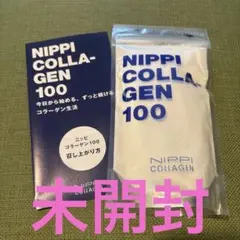 NIPPI
COLLA-
GEN
100
今日から始める、ずっと続ける
コラーゲン生活
ニッピ
コラーゲン100
召し上がり方
NIPPI
COLLA-
GEN
100
NIPPI
COLLAGEN
未開封